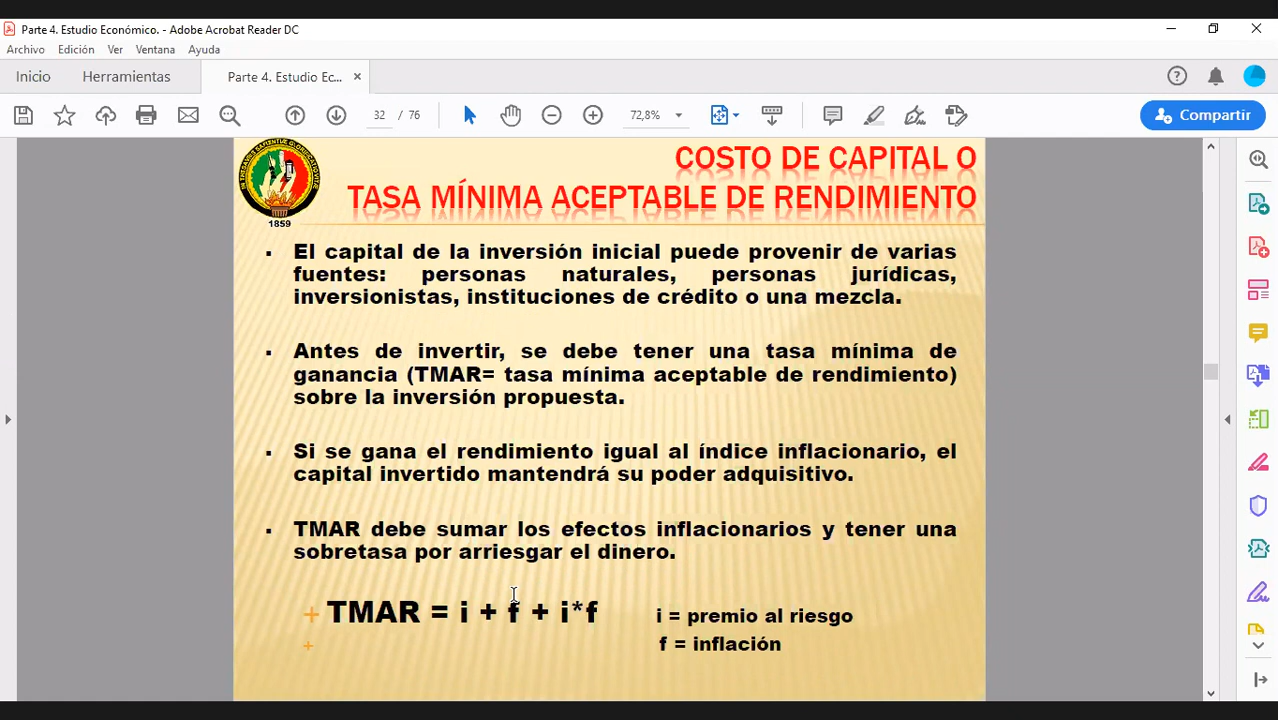 Parte 4. Estudio Económico. - Adobe Acrobat Reader DC
Archivo Edición Ver Ventana Ayuda
Inicio Herramientas Parte 4. Estudio Ec... ×
32 / 76 72,8% Compartir
COSTO DE CAPITAL O
TASA MÍNIMA ACEPTABLE DE RENDIMIENTO
1859
▪ El capital de la inversión inicial puede provenir de varias
fuentes: personas naturales, personas jurídicas,
inversionistas, instituciones de crédito o una mezcla.
▪ Antes de invertir, se debe tener una tasa mínima de
ganancia (TMAR= tasa mínima aceptable de rendimiento)
sobre la inversión propuesta.
▪ Si se gana el rendimiento igual al índice inflacionario, el
capital invertido mantendrá su poder adquisitivo.
▪ TMAR debe sumar los efectos inflacionarios y tener una
sobretasa por arriesgar el dinero.
+ TMAR = i + f + i*f i = premio al riesgo
+ f = inflación